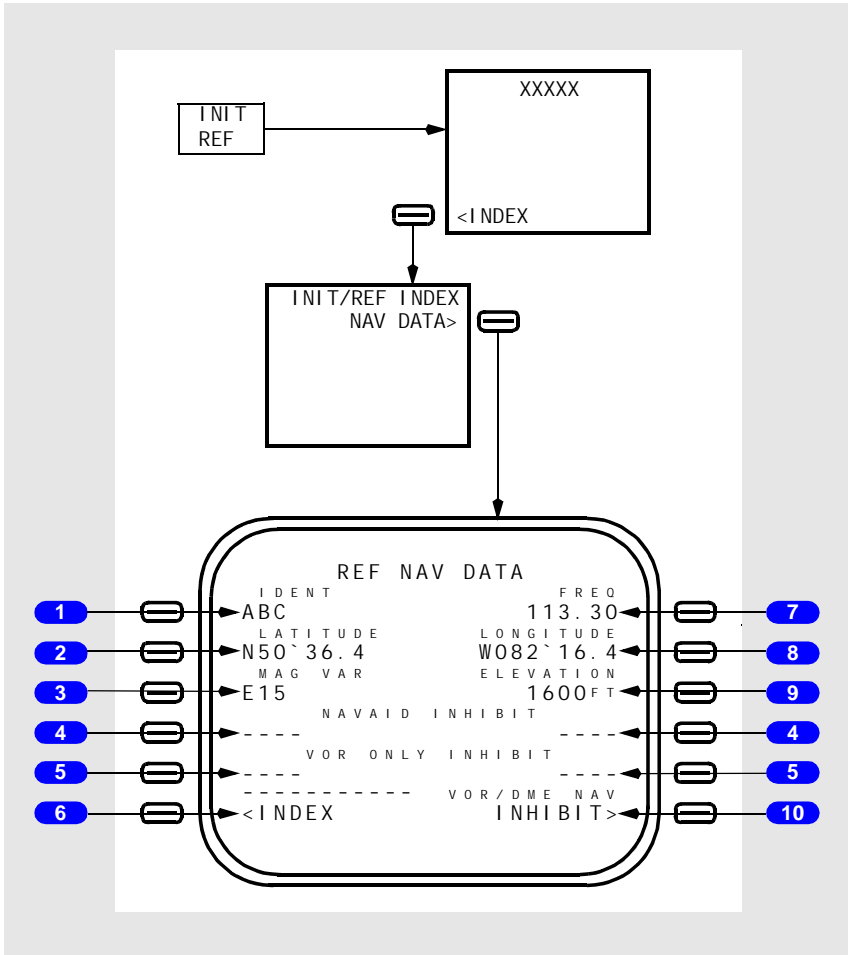 INIT
REF
XXXXX
<INDEX
INIT/REF INDEX
NAV DATA>
REF NAV DATA
IDENT FREQ
1 ABC 113.30 7
LATITUDE LONGITUDE
2 N50`36.4 W082`16.4 8
MAG VAR ELEVATION
3 E15 1600FT 9
NAVAID INHIBIT
4 ---- ---- 4
VOR ONLY INHIBIT
5 ---- ---- 5
----------- VOR/DME NAV
6 <INDEX INHIBIT> 10